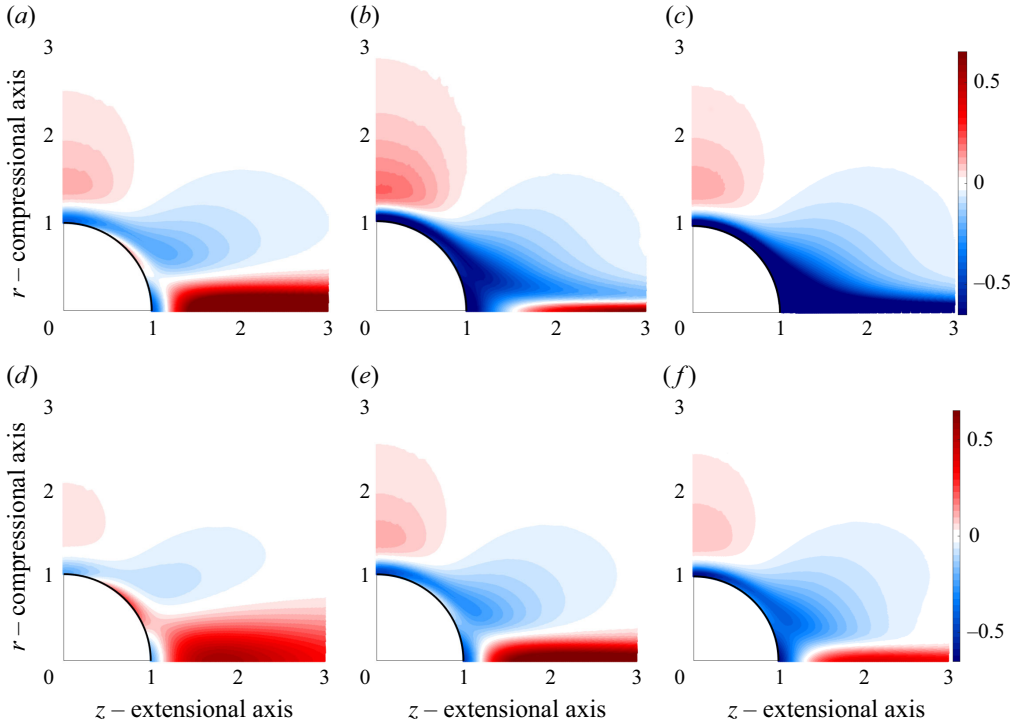 (a) (b) (c)
3 3 3
0.5
2 2 2
0
1 1 1
−0.5
0 0 0
1 2 3 1 2 3 1 2 3
r – compressional axis
(d) (e) (f)
3 3 3
0.5
2 2 2
0
1 1 1
−0.5
0 0 0
1 2 3 1 2 3 1 2 3
r – compressional axis
z – extensional axis z – extensional axis z – extensional axis